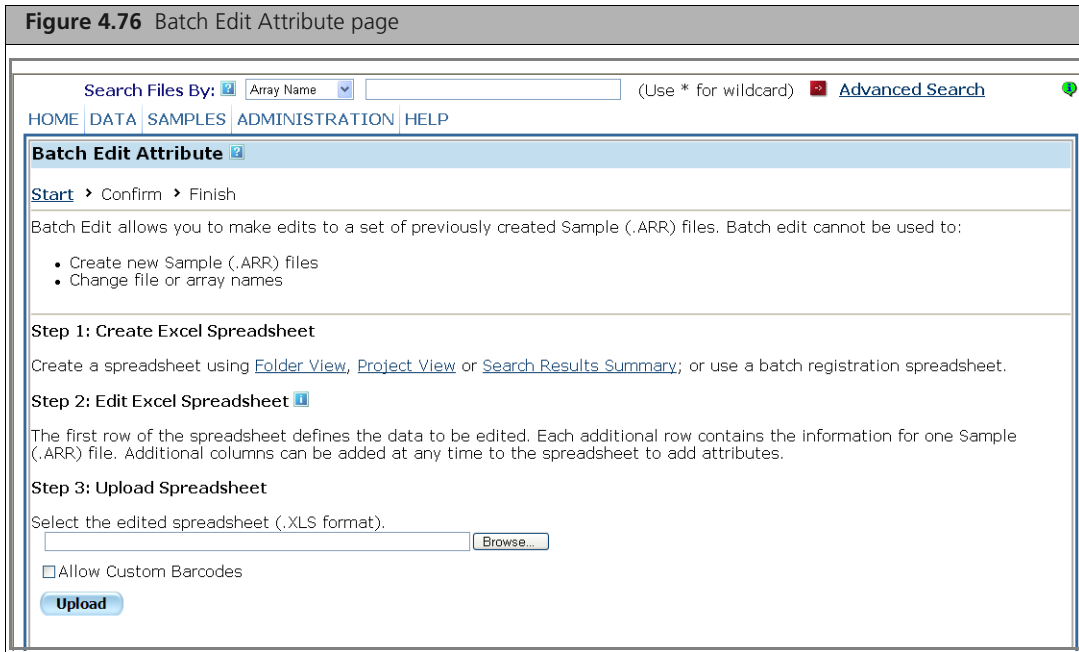 Figure 4.76 Batch Edit Attribute page
Search Files By: Array Name (Use * for wildcard) Advanced Search
HOME DATA SAMPLES ADMINISTRATION HELP
Batch Edit Attribute
Start > Confirm > Finish
Batch Edit allows you to make edits to a set of previously created Sample (.ARR) files. Batch edit cannot be used to:
• Create new Sample (.ARR) files
• Change file or array names
Step 1: Create Excel Spreadsheet
Create a spreadsheet using Folder View, Project View or Search Results Summary; or use a batch registration spreadsheet.
Step 2: Edit Excel Spreadsheet
The first row of the spreadsheet defines the data to be edited. Each additional row contains the information for one Sample
(.ARR) file. Additional columns can be added at any time to the spreadsheet to add attributes.
Step 3: Upload Spreadsheet
Select the edited spreadsheet (.XLS format).
Browse...
Allow Custom Barcodes
Upload